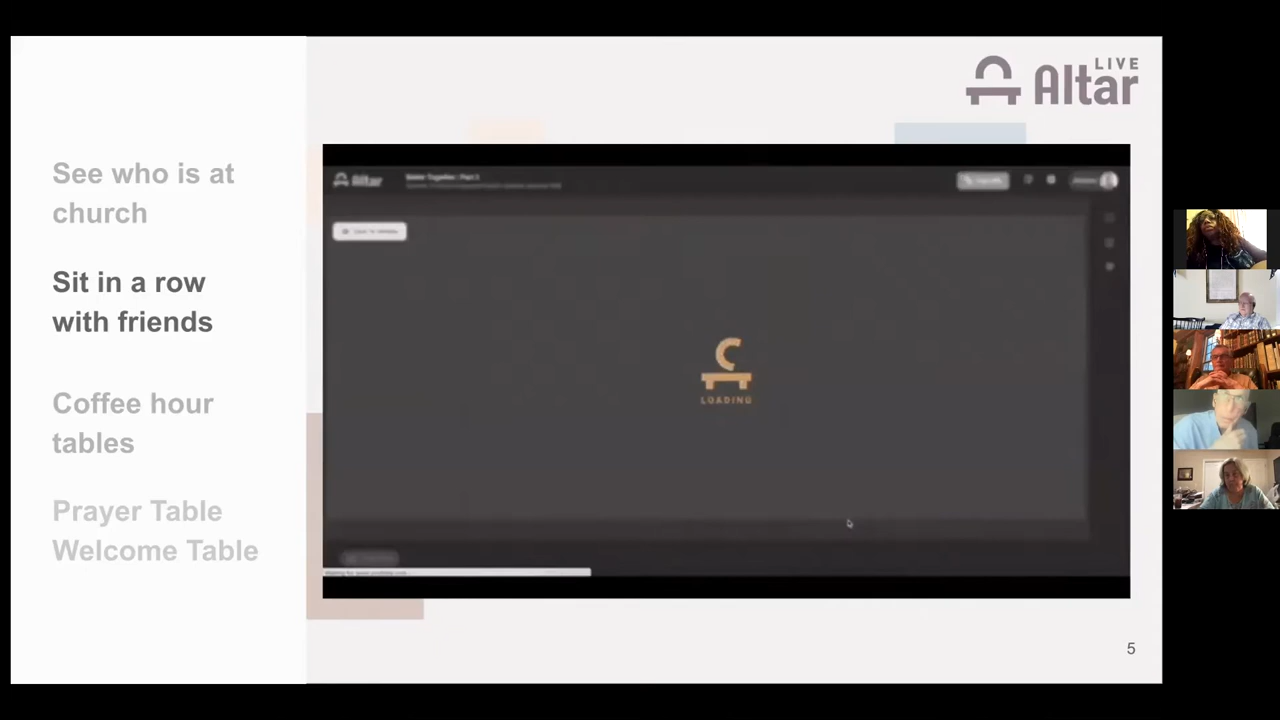 LIVE
Altar
See who is at
church
Sit in a row
with friends
Coffee hour
tables
Prayer Table
Welcome Table
Altar
LOADING
5